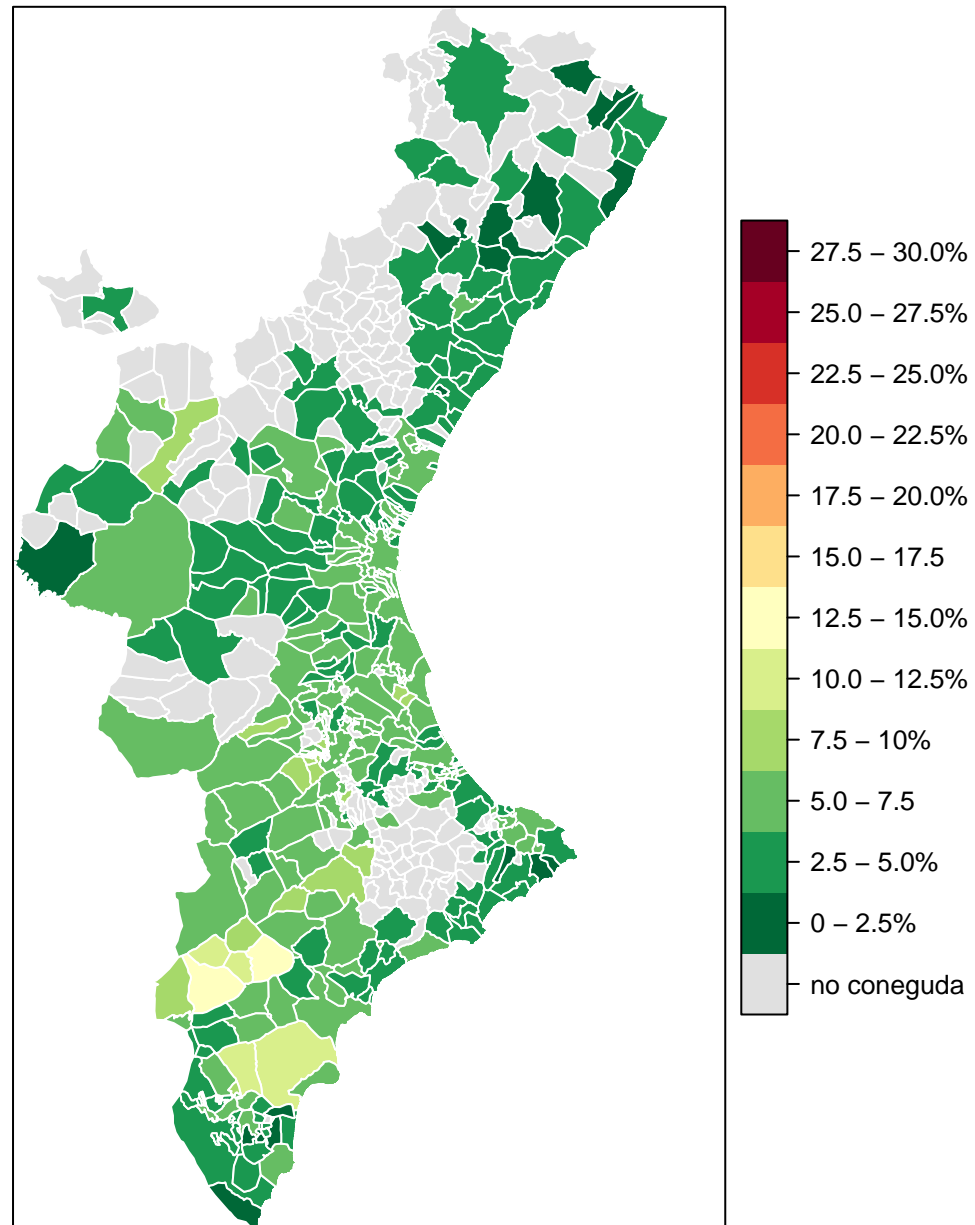 27.5 – 30.0%
25.0 – 27.5%
22.5 – 25.0%
20.0 – 22.5%
17.5 – 20.0%
15.0 – 17.5
12.5 – 15.0%
10.0 – 12.5%
7.5 – 10%
5.0 – 7.5
2.5 – 5.0%
0 – 2.5%
no coneguda